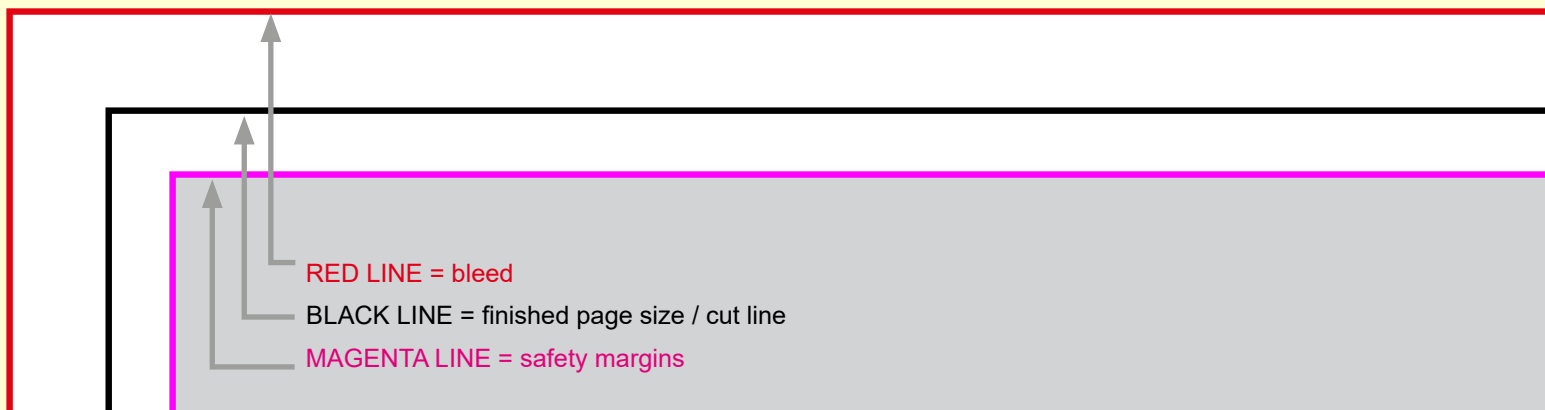 RED LINE = bleed
BLACK LINE = finished page size / cut line
MAGENTA LINE = safety margins